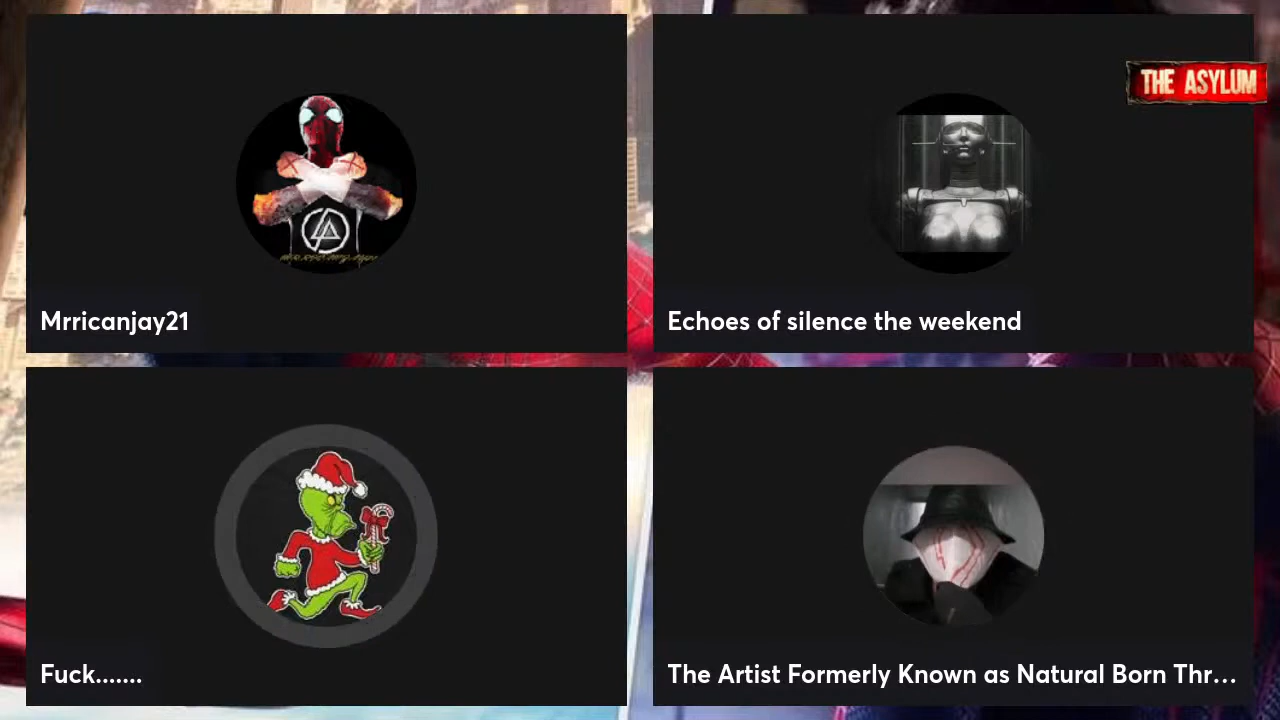 THE ASYLUM
Mrricanjay21
Echoes of silence the weekend
Fuck.......
The Artist Formerly Known as Natural Born Thr...